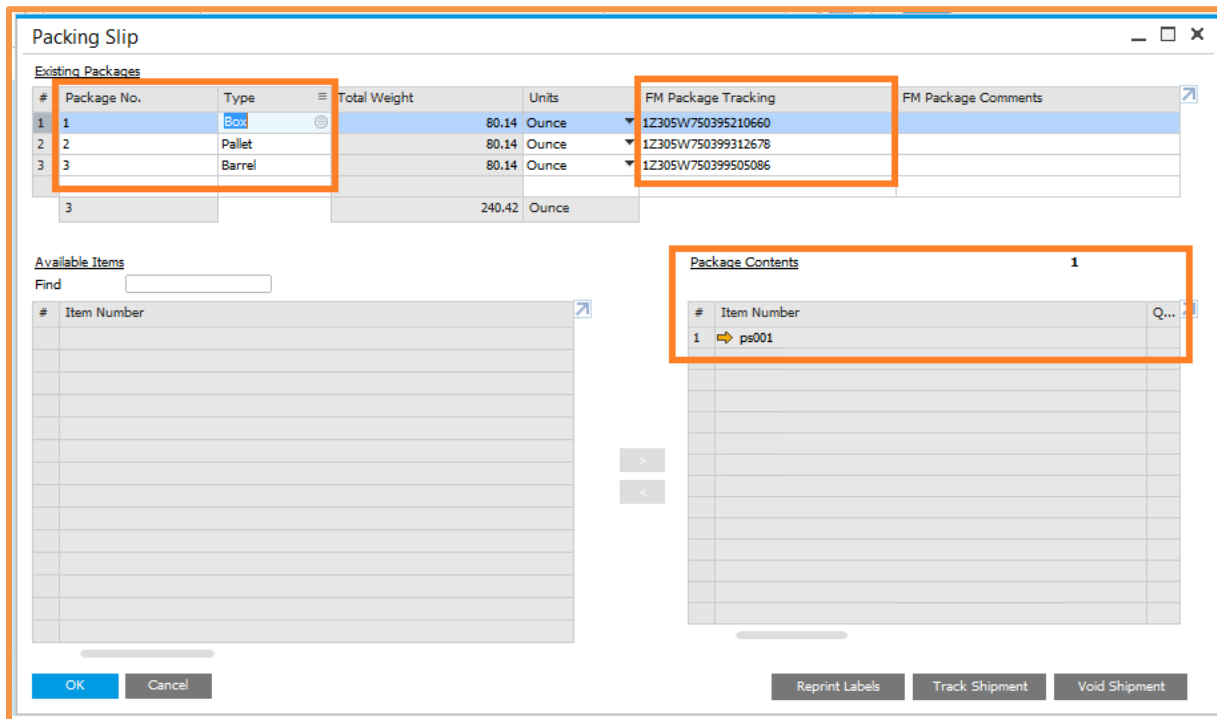 Packing Slip
Existing Packages
# Package No. Type Total Weight Units FM Package Tracking FM Package Comments
1 1 Box 80.14 Ounce 1Z305W750395210660
2 2 Pallet 80.14 Ounce 1Z305W750399312678
3 3 Barrel 80.14 Ounce 1Z305W750399505086
3 240.42 Ounce
Available Items
Find
# Item Number
Package Contents 1
# Item Number Q...
1 ps001
>
<
OK Cancel Reprint Labels Track Shipment Void Shipment